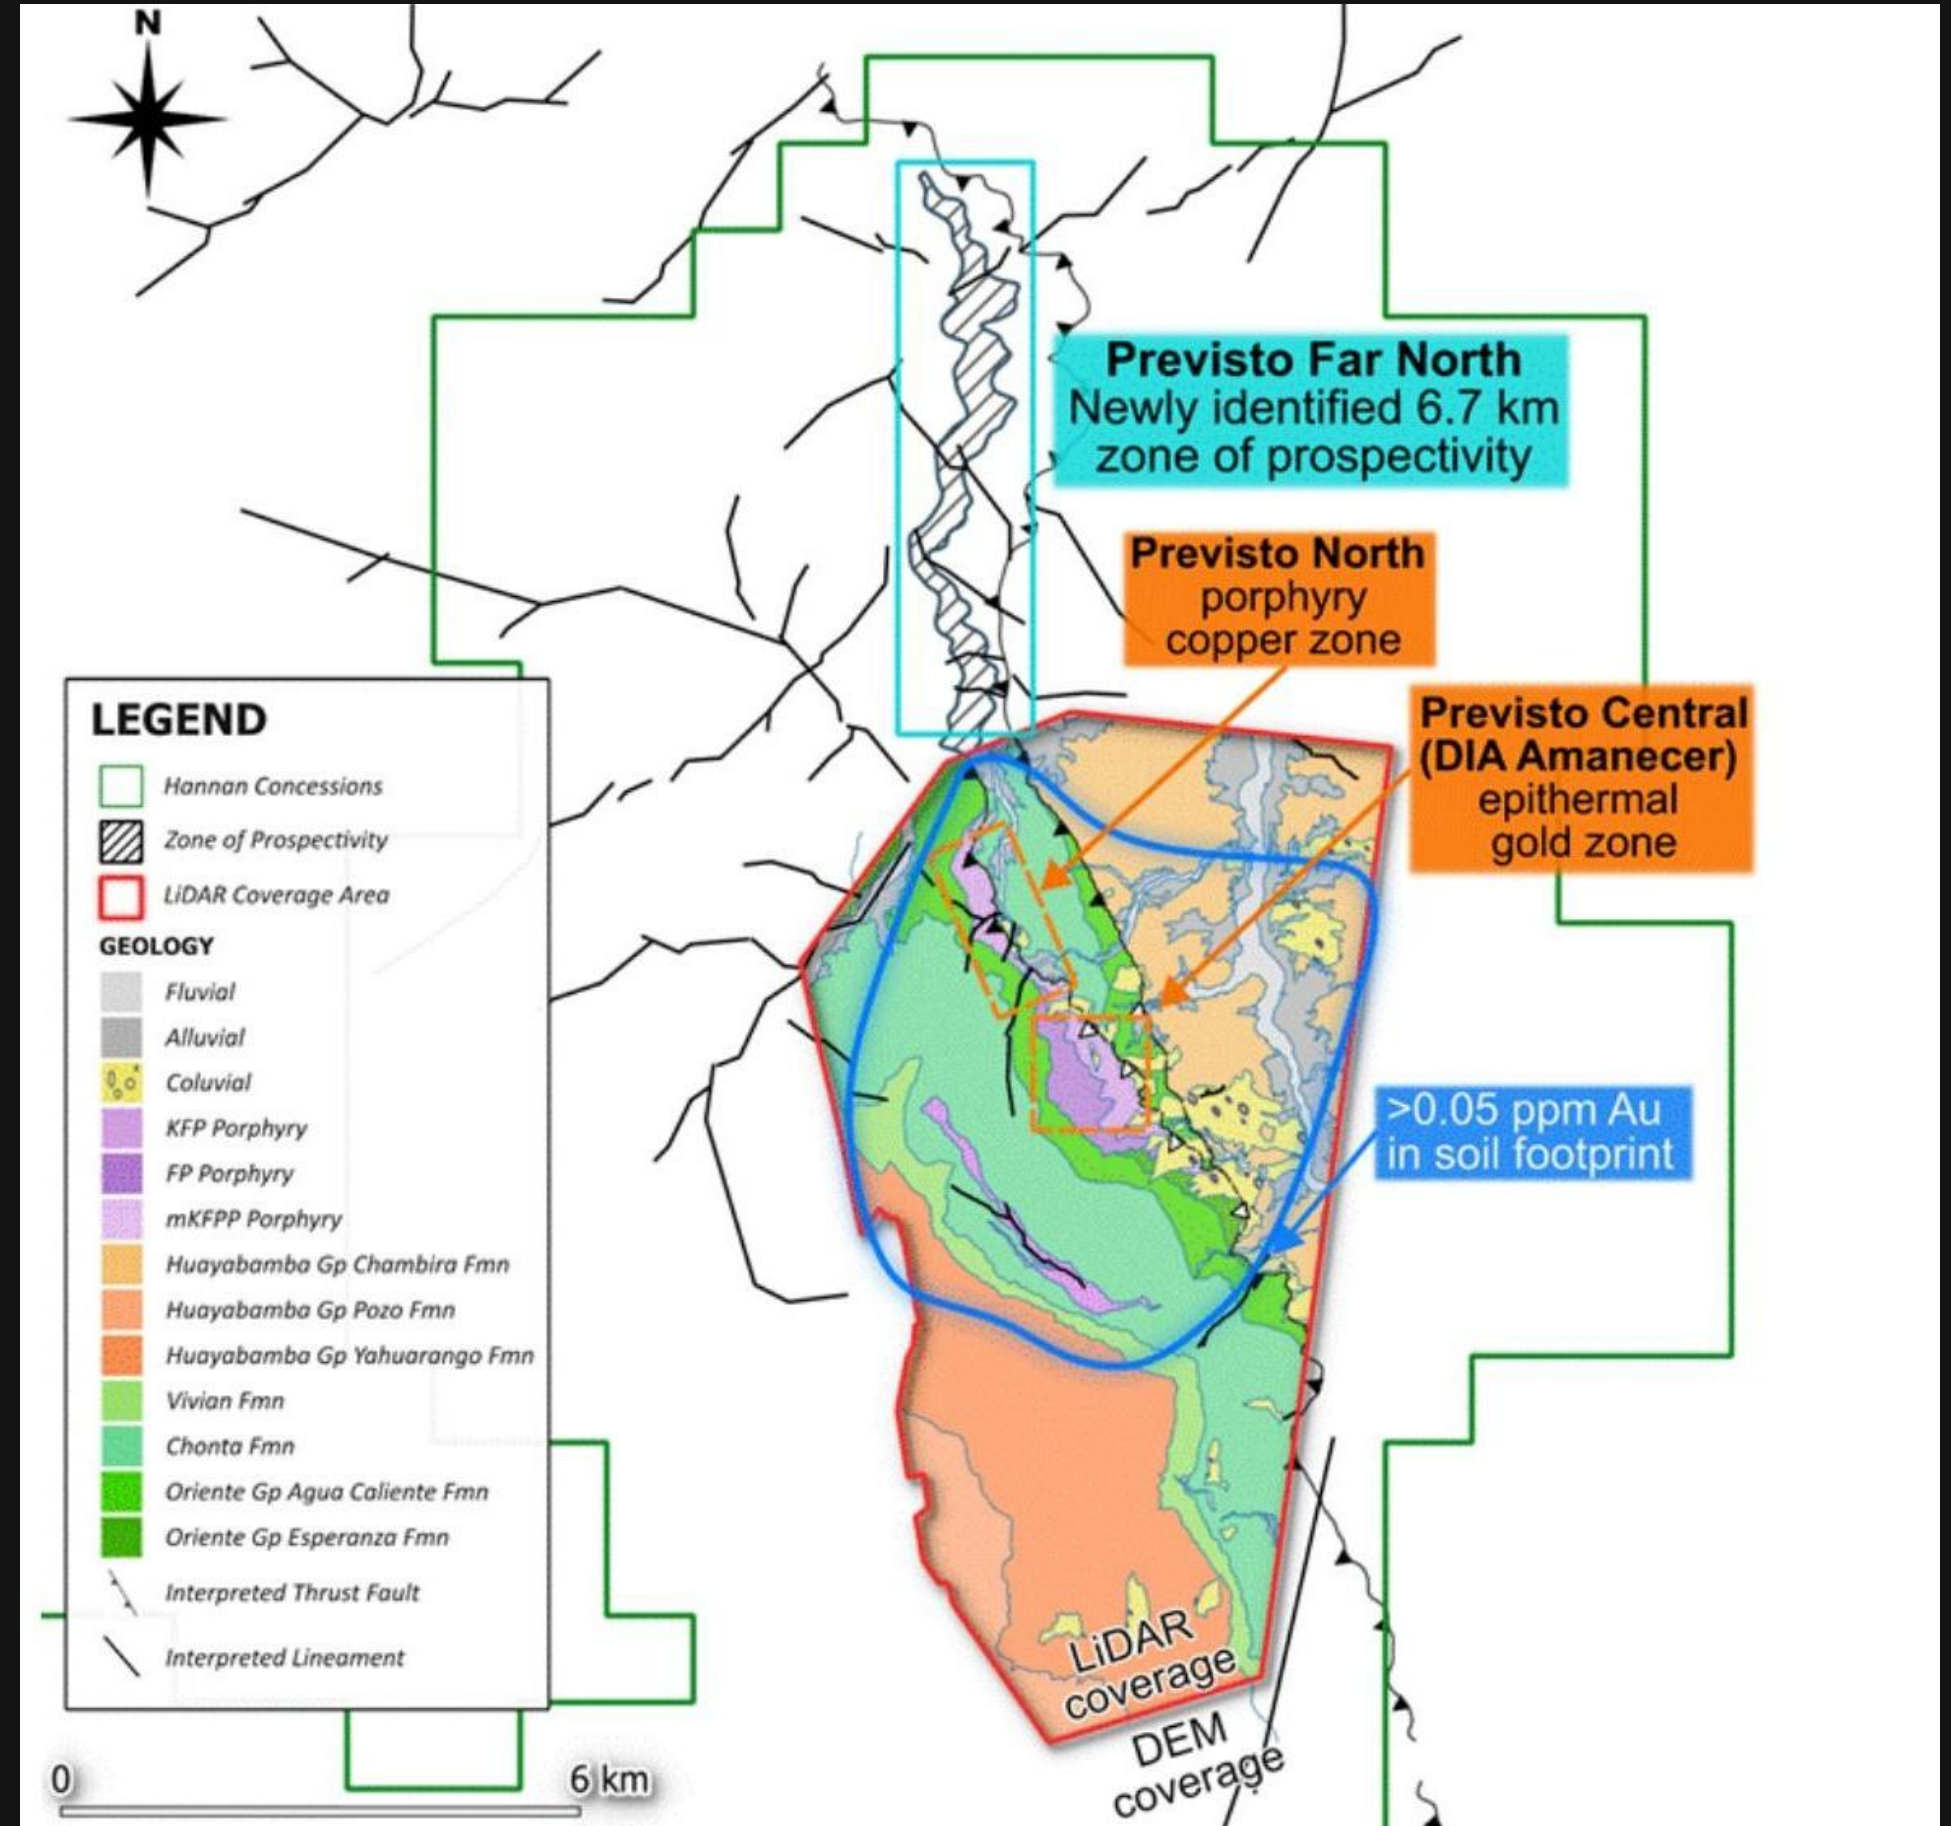 N
Previsto Far North
Newly identified 6.7 km
zone of prospectivity
Previsto North
porphyry
copper zone
Previsto Central
(DIA Amanecer)
epithermal
gold zone
>0.05 ppm Au
in soil footprint
LEGEND
Hannan Concessions
Zone of Prospectivity
LiDAR Coverage Area
GEOLOGY
Fluvial
Alluvial
Coluvial
KFP Porphyry
FP Porphyry
mKFPP Porphyry
Huayabamba Gp Chambira Fmn
Huayabamba Gp Pozo Fmn
Huayabamba Gp Yahuarango Fmn
Vivian Fmn
Chonta Fmn
Oriente Gp Agua Caliente Fmn
Oriente Gp Esperanza Fmn
Interpreted Thrust Fault
Interpreted Lineament
LiDAR
coverage
DEM
coverage
0 6 km